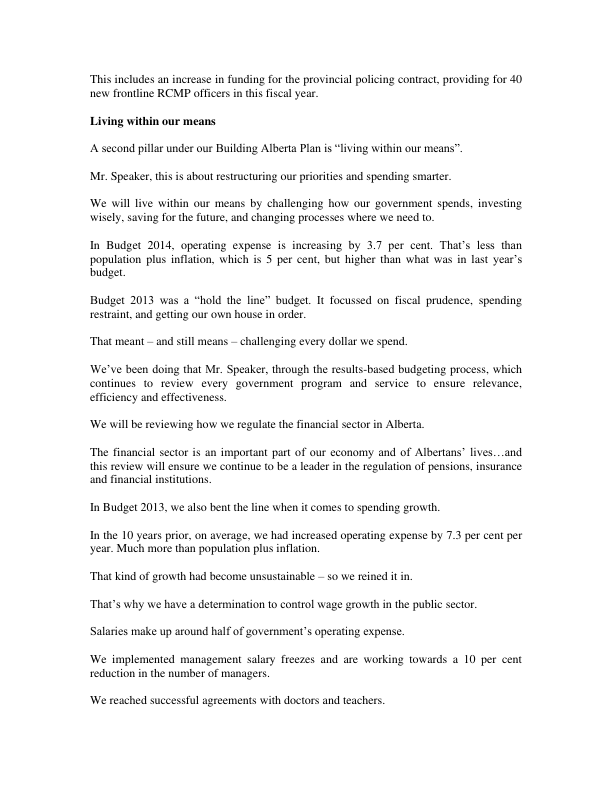 This includes an increase in funding for the provincial policing contract, providing for 40
new frontline RCMP officers in this fiscal year.
Living within our means
A second pillar under our Building Alberta Plan is “living within our means”.
Mr. Speaker, this is about restructuring our priorities and spending smarter.
We will live within our means by challenging how our government spends, investing
wisely, saving for the future, and changing processes where we need to.
In Budget 2014, operating expense is increasing by 3.7 per cent. That’s less than
population plus inflation, which is 5 per cent, but higher than what was in last year’s
budget.
Budget 2013 was a “hold the line” budget. It focussed on fiscal prudence, spending
restraint, and getting our own house in order.
That meant – and still means – challenging every dollar we spend.
We’ve been doing that Mr. Speaker, through the results-based budgeting process, which
continues to review every government program and service to ensure relevance,
efficiency and effectiveness.
We will be reviewing how we regulate the financial sector in Alberta.
The financial sector is an important part of our economy and of Albertans’ lives…and
this review will ensure we continue to be a leader in the regulation of pensions, insurance
and financial institutions.
In Budget 2013, we also bent the line when it comes to spending growth.
In the 10 years prior, on average, we had increased operating expense by 7.3 per cent per
year. Much more than population plus inflation.
That kind of growth had become unsustainable – so we reined it in.
That’s why we have a determination to control wage growth in the public sector.
Salaries make up around half of government’s operating expense.
We implemented management salary freezes and are working towards a 10 per cent
reduction in the number of managers.
We reached successful agreements with doctors and teachers.